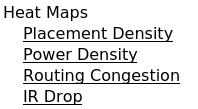 Heat Maps
Placement Density
Power Density
Routing Congestion
IR Drop